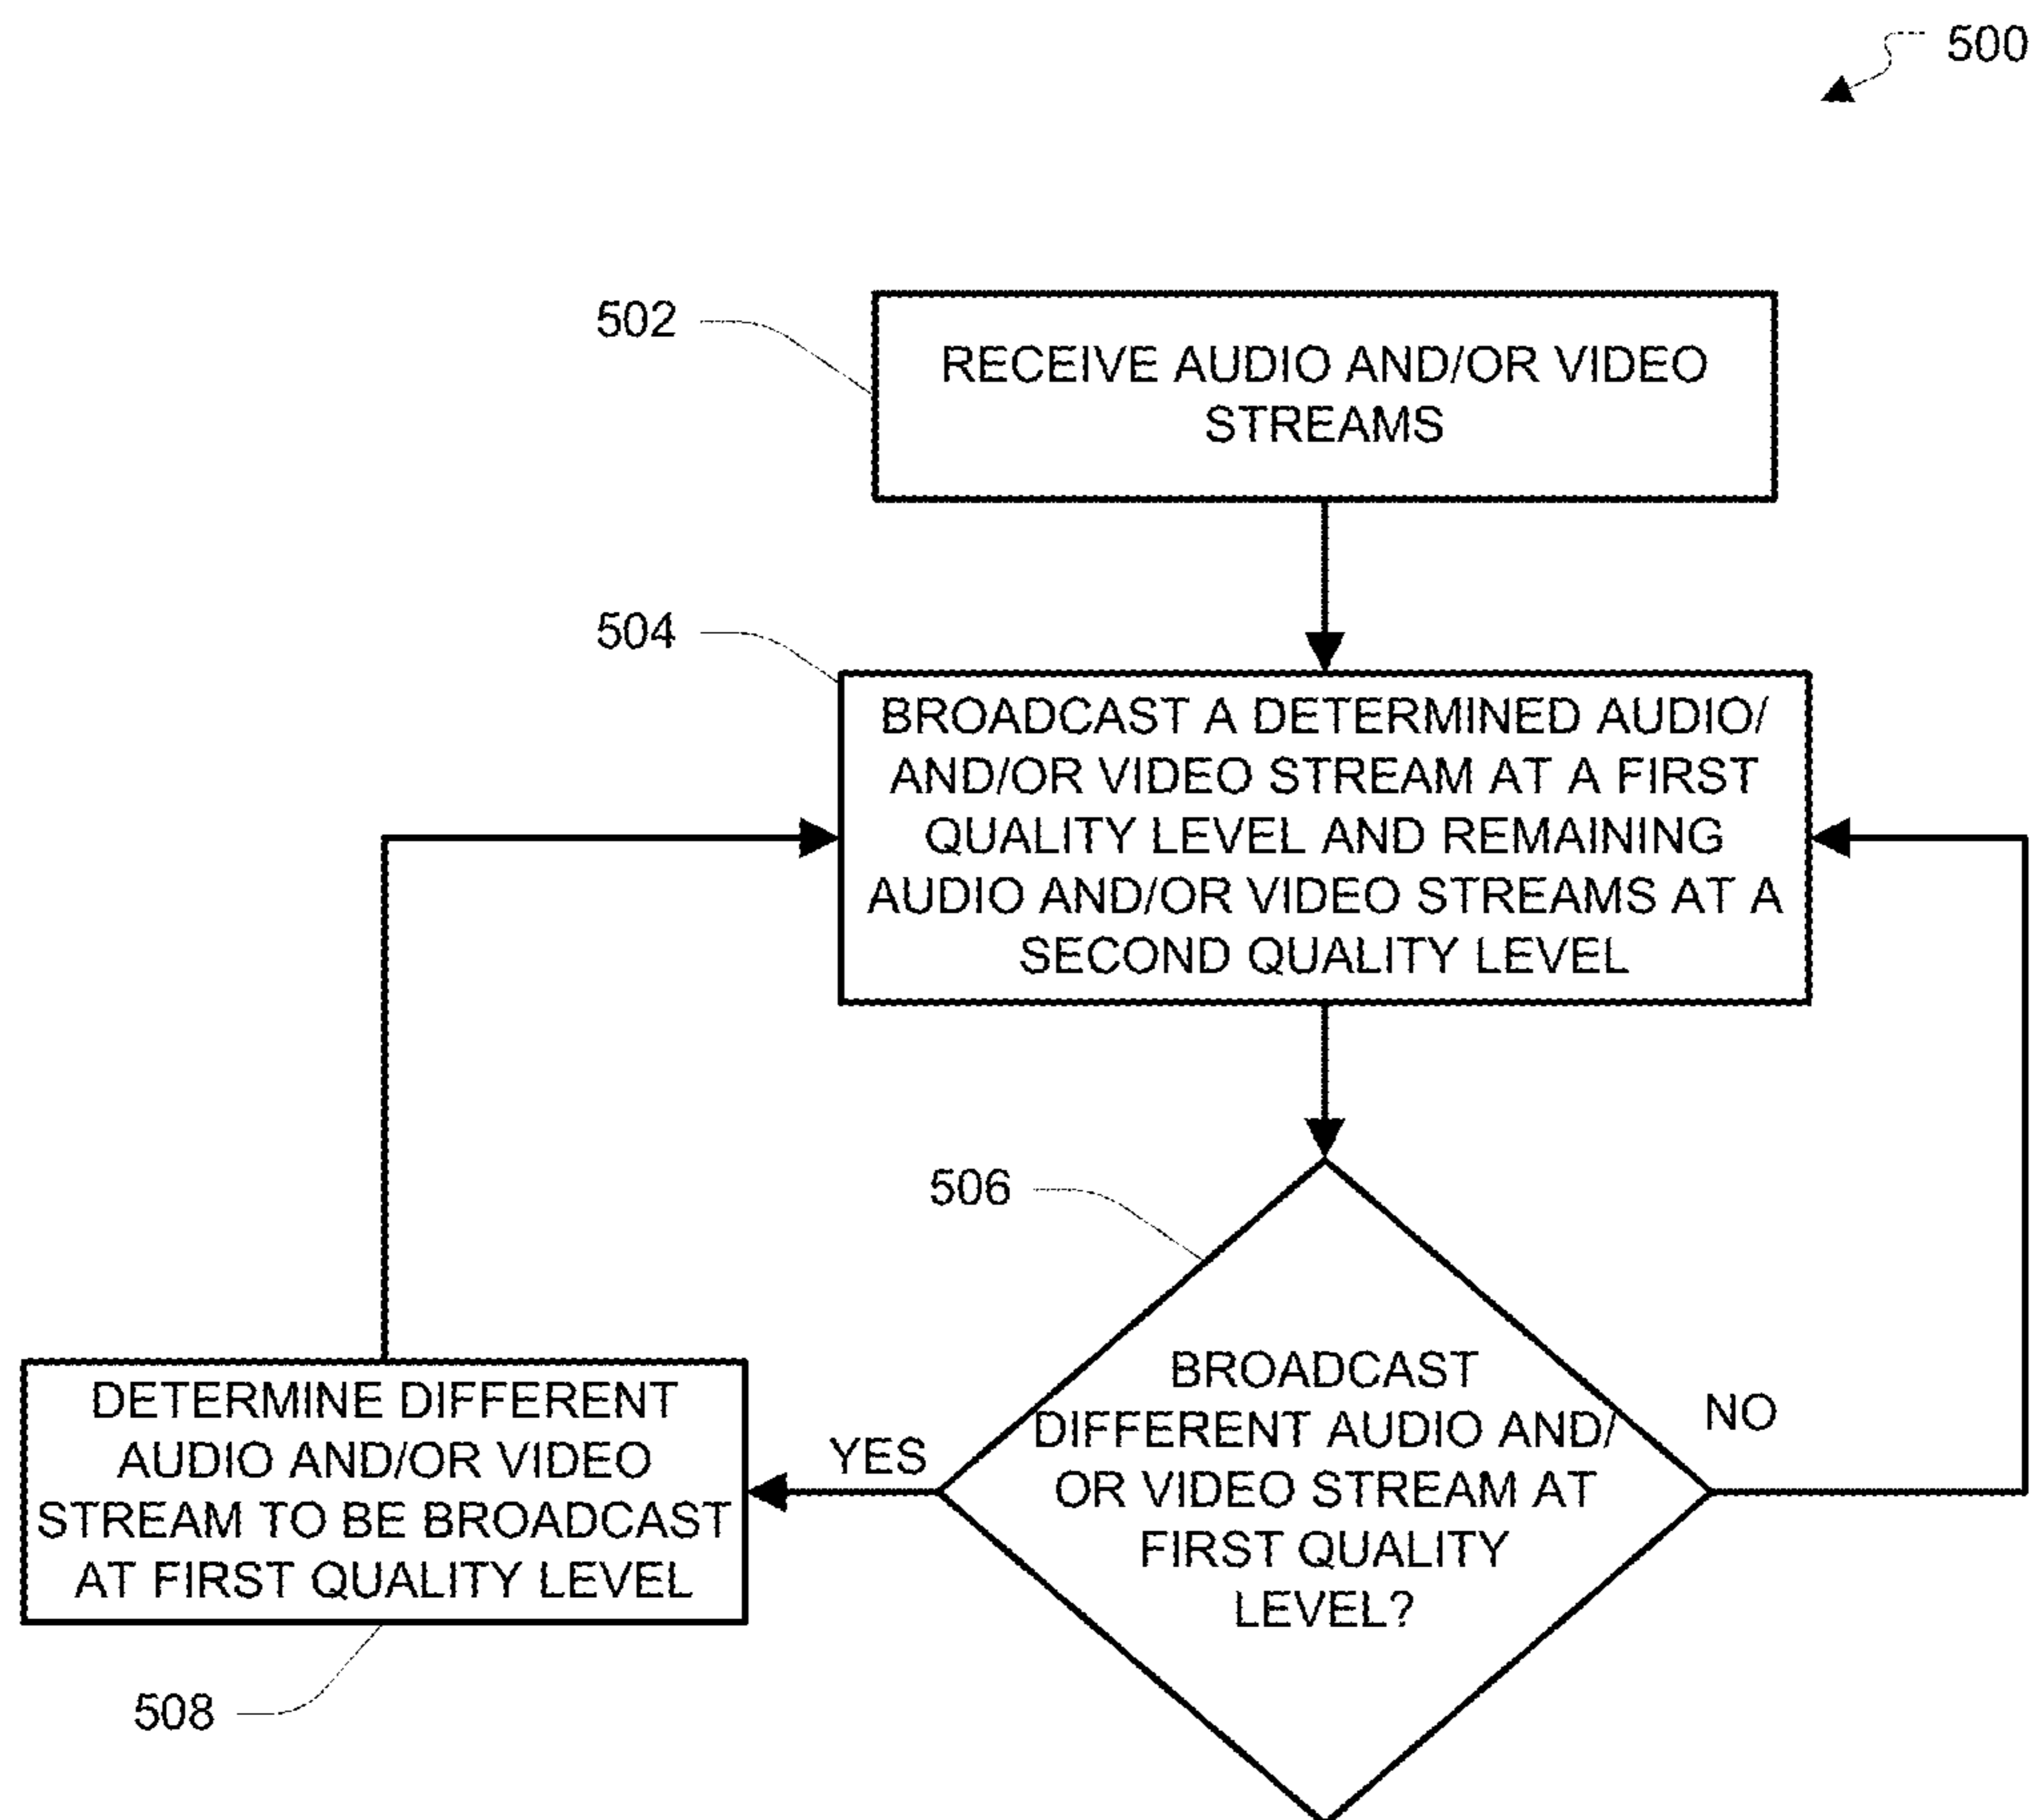 500
502
RECEIVE AUDIO AND/OR VIDEO
STREAMS
504
BROADCAST A DETERMINED AUDIO/
AND/OR VIDEO STREAM AT A FIRST
QUALITY LEVEL AND REMAINING
AUDIO AND/OR VIDEO STREAMS AT A
SECOND QUALITY LEVEL
506
BROADCAST
DIFFERENT AUDIO AND/
OR VIDEO STREAM AT
FIRST QUALITY
LEVEL?
NO
YES
DETERMINE DIFFERENT
AUDIO AND/OR VIDEO
STREAM TO BE BROADCAST
AT FIRST QUALITY LEVEL
508